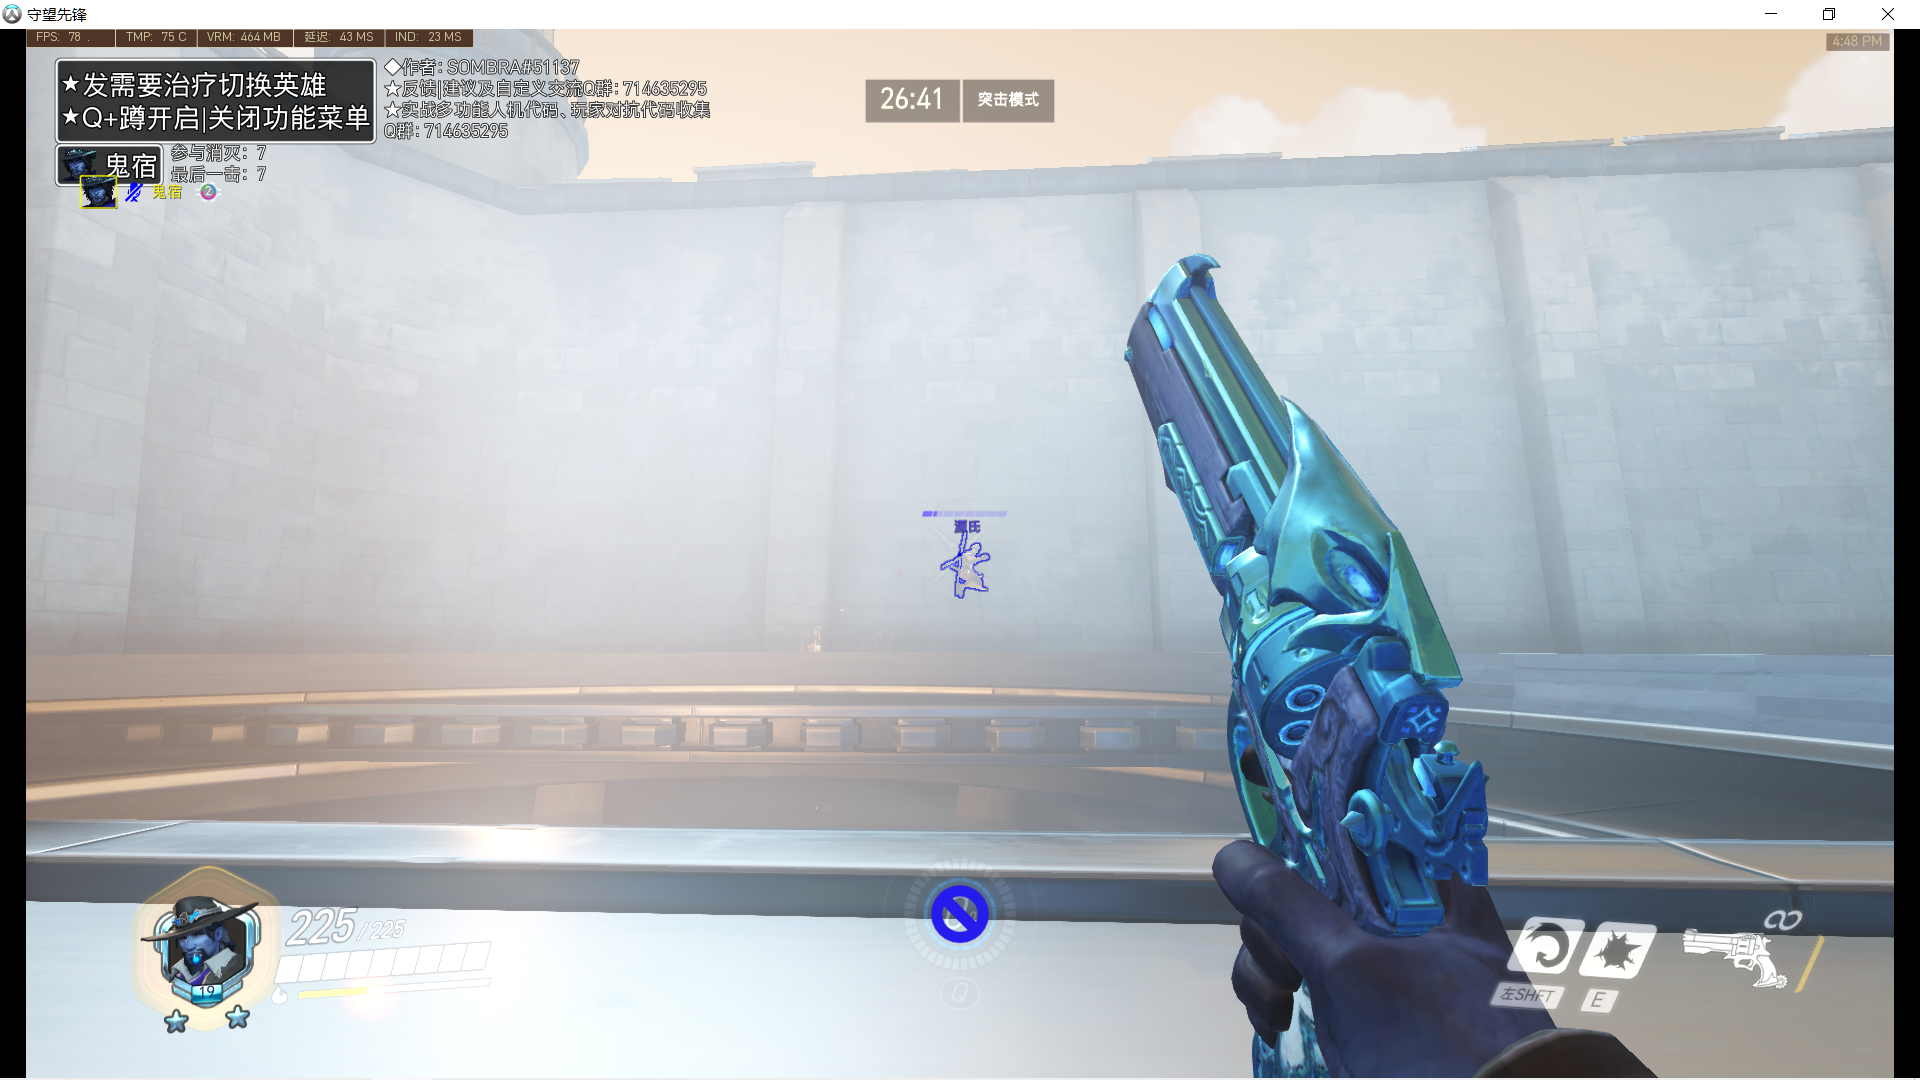 守望先锋
FPS: 78 . TMP: 75 C VRM: 464 MB 延迟: 43 MS IND: 23 MS
4:48 PM
★发需要治疗切换英雄
★Q+蹲开启|关闭功能菜单
◇作者: SOMBRA#51137
★反馈|建议及自定义交流Q群: 714635295
★实战多功能人机代码、玩家对抗代码收集
Q群: 714635295
26:41 突击模式
鬼宿
参与消灭: 7
最后一击: 7
鬼宿 2
源氏
225/225
19
Q
左SHFT E